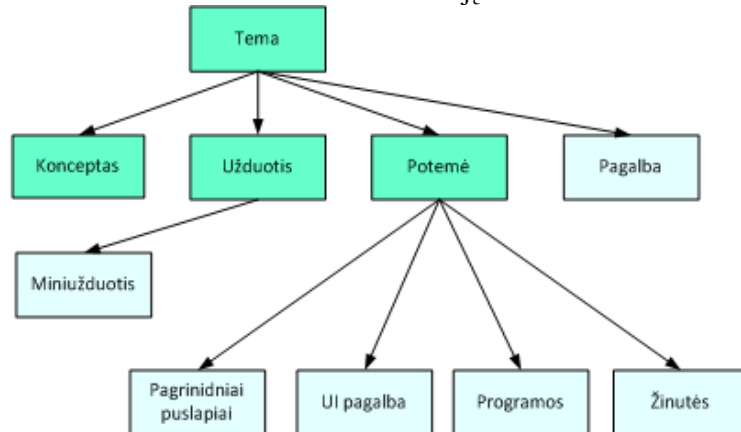 Tema
Konceptas
Užduotis
Potemė
Pagalba
Miniužduotis
Pagrinidniai
puslapiai
UI pagalba
Programos
Žinutės